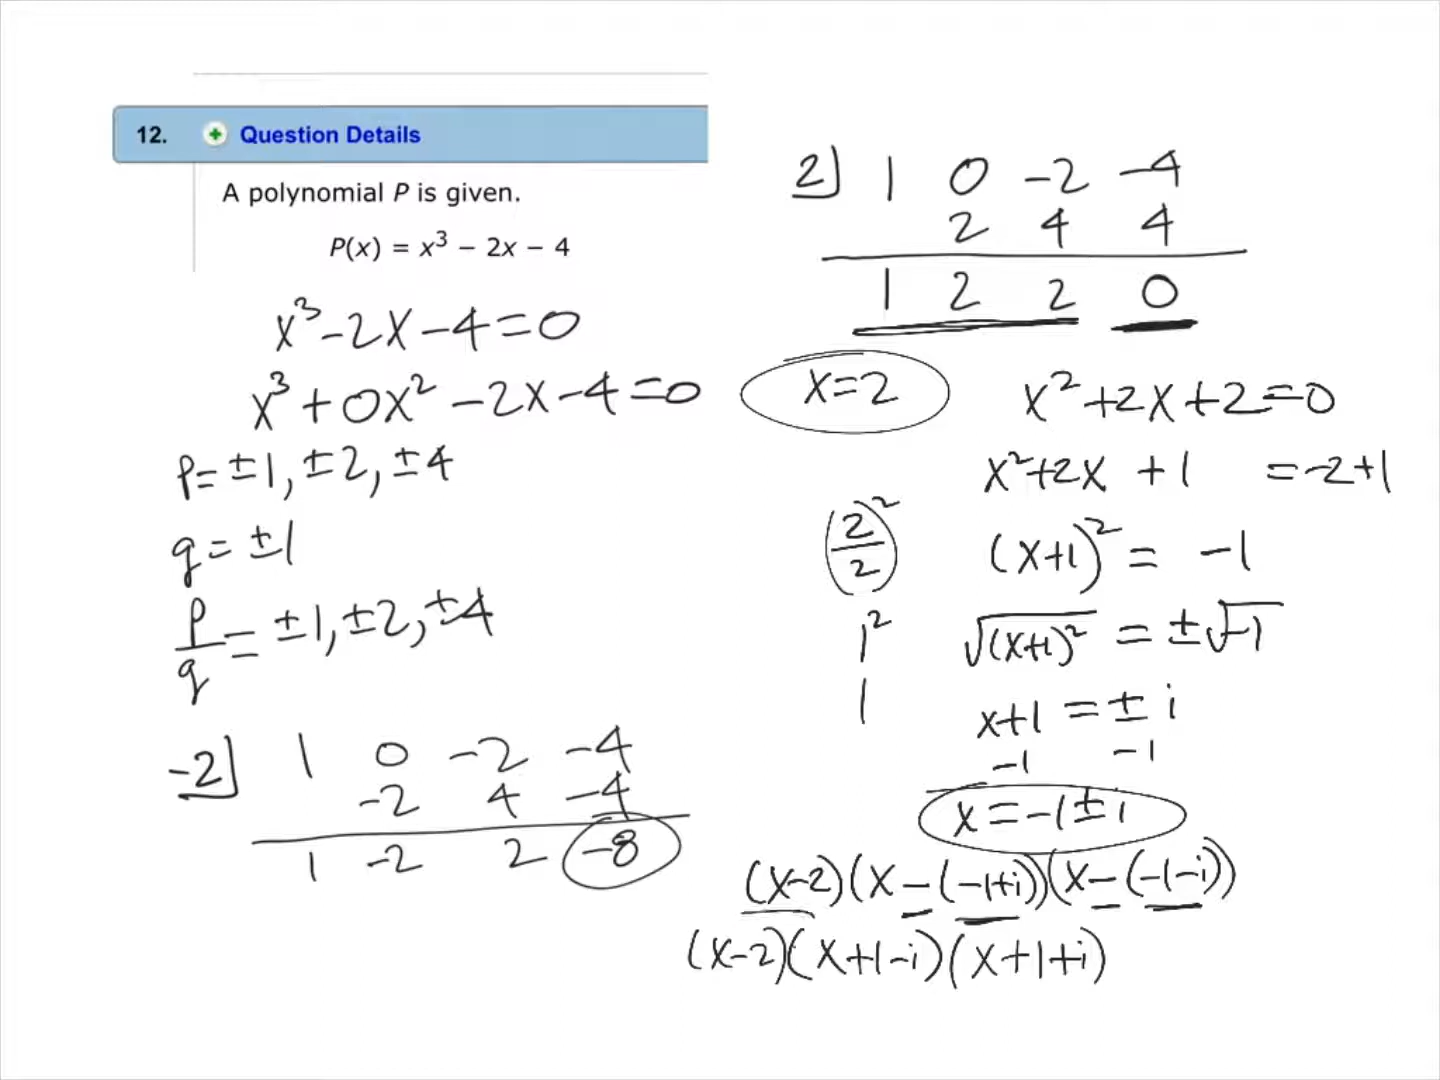 12. Question Details
A polynomial P is given.
P(x) = x³ − 2x − 4
x³-2x-4=0
x³+0x²-2x-4=0
p=±1,±2,±4
q=±1
p/q=±1,±2,±4
-2| 1 0 -2 -4
-2 4 -4
1 -2 2 -8
2| 1 0 -2 -4
2 4 4
1 2 2 0
x=2
x²+2x+2=0
x²+2x +1 =-2+1
(2/2)²
(x+1)²= -1
1²
√(x+1)² = ±√-1
1
x+1 = ± i
-1 -1
x=-1±i
(x-2)(x-(-1+i))(x-(-1-i))
(x-2)(x+1-i)(x+1+i)